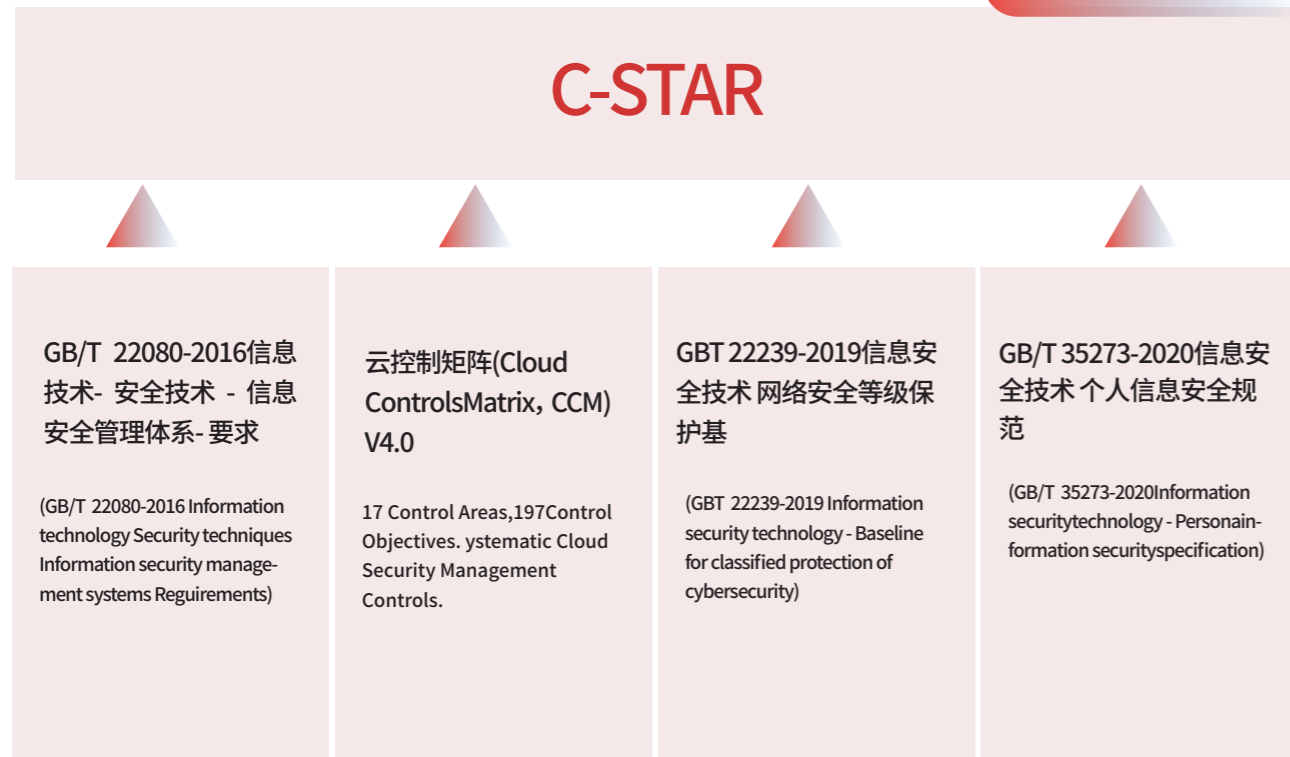 C-STAR
GB/T 22080-2016信息
技术- 安全技术 - 信息
安全管理体系- 要求
(GB/T 22080-2016 Information
technology Security techniques
Information security manage-
ment systems Reguirements)
云控制矩阵(Cloud
ControlsMatrix, CCM)
V4.0
17 Control Areas,197Control
Objectives. ystematic Cloud
Security Management
Controls.
GBT 22239-2019信息安
全技术 网络安全等级保
护基
(GBT 22239-2019 Information
security technology - Baseline
for classified protection of
cybersecurity)
GB/T 35273-2020信息安
全技术 个人信息安全规
范
(GB/T 35273-2020Information
securitytechnology - Personain-
formation securityspecification)